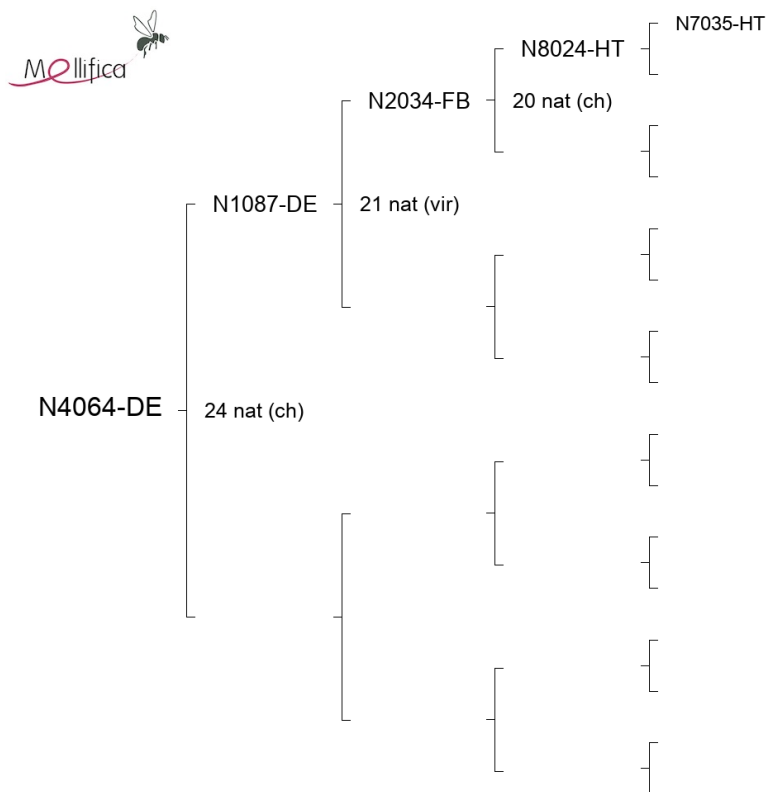 Mellifica
N7035-HT
N8024-HT
N2034-FB
20 nat (ch)
N1087-DE
21 nat (vir)
N4064-DE
24 nat (ch)